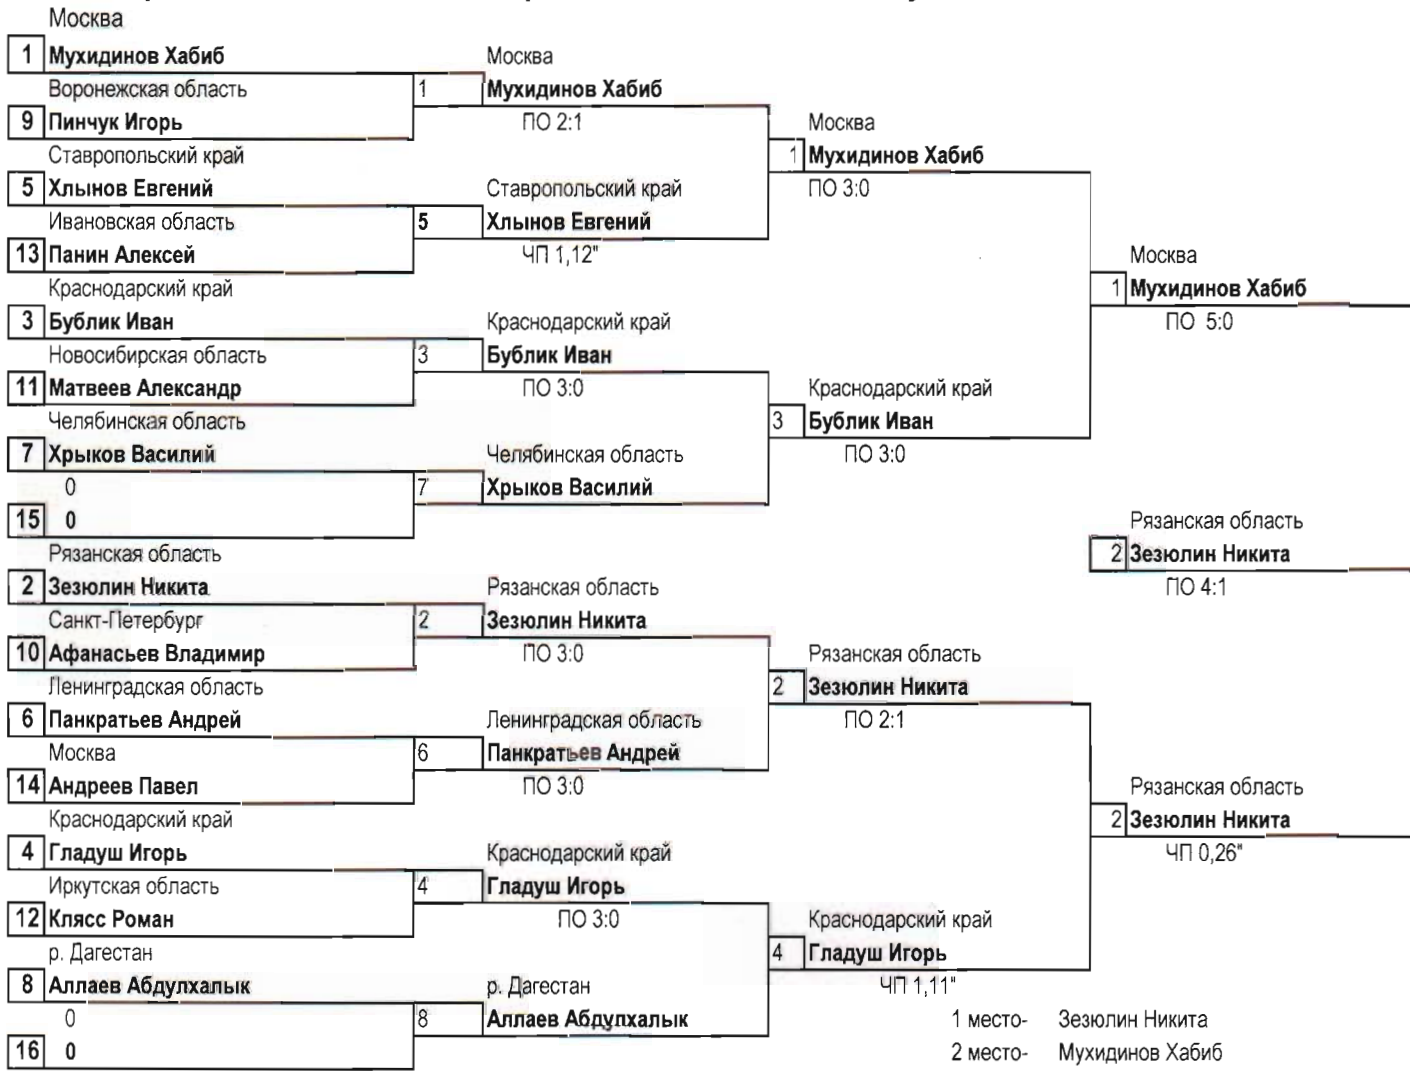 Москва
1 Мухидинов Хабиб
Москва
Воронежская область
1 Мухидинов Хабиб
9 Пинчук Игорь
ПО 2:1
Москва
Ставропольский край
1 Мухидинов Хабиб
5 Хлынов Евгений
Ставропольский край
ПО 3:0
Ивановская область
5 Хлынов Евгений
13 Панин Алексей
ЧП 1,12"
Москва
Краснодарский край
1 Мухидинов Хабиб
3 Бублик Иван
Краснодарский край
ПО 5:0
Новосибирская область
3 Бублик Иван
11 Матвеев Александр
ПО 3:0
Краснодарский край
Челябинская область
3 Бублик Иван
7 Хрыков Василий
Челябинская область
ПО 3:0
0
7 Хрыков Василий
15 0
Рязанская область
Рязанская область
2 Зезюлин Никита
2 Зезюлин Никита
Рязанская область
ПО 4:1
Санкт-Петербург
2 Зезюлин Никита
10 Афанасьев Владимир
ПО 3:0
Рязанская область
Ленинградская область
2 Зезюлин Никита
6 Панкратьев Андрей
Ленинградская область
ПО 2:1
Москва
6 Панкратьев Андрей
14 Андреев Павел
ПО 3:0
Рязанская область
Краснодарский край
2 Зезюлин Никита
4 Гладуш Игорь
Краснодарский край
ЧП 0,26"
Иркутская область
4 Гладуш Игорь
12 Клясс Роман
ПО 3:0
Краснодарский край
р. Дагестан
4 Гладуш Игорь
8 Аллаев Абдулхалык
р. Дагестан
ЧП 1,11"
0
8 Аллаев Абдулхалык
1 место- Зезюлин Никита
16 0
2 место- Мухидинов Хабиб